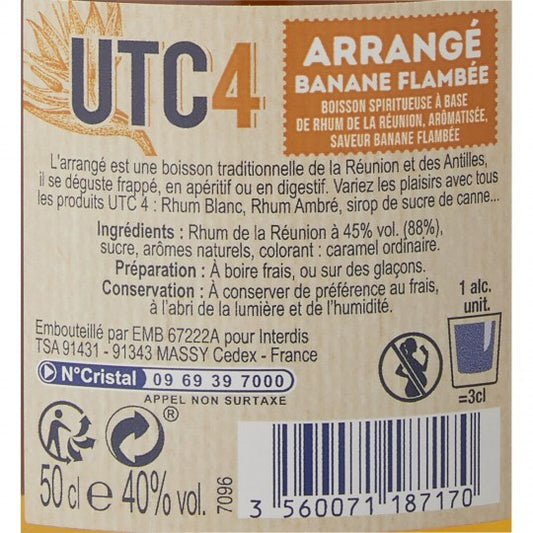 UTC4
ARRANGÉ
BANANE FLAMBÉE
BOISSON SPIRITUEUSE À BASE
DE RHUM DE LA RÉUNION, ARÔMATISÉE,
SAVEUR BANANE FLAMBÉE
L'arrangé est une boisson traditionnelle de la Réunion et des Antilles,
il se déguste frappé, en apéritif ou en digestif. Variez les plaisirs avec tous
les produits UTC 4 : Rhum Blanc, Rhum Ambré, sirop de sucre de canne...
Ingrédients : Rhum de la Réunion à 45% vol. (88%),
sucre, arômes naturels, colorant : caramel ordinaire.
Préparation : À boire frais, ou sur des glaçons.
Conservation : À conserver de préférence au frais,
à l'abri de la lumière et de l'humidité.
1 alc.
unit.
=3cl
Embouteillé par EMB 67222A pour Interdis
TSA 91431 - 91343 MASSY Cedex - France
N°Cristal 09 69 39 7000
APPEL NON SURTAXE
®
50 cl e 40% vol.
7096
3 560071 187170